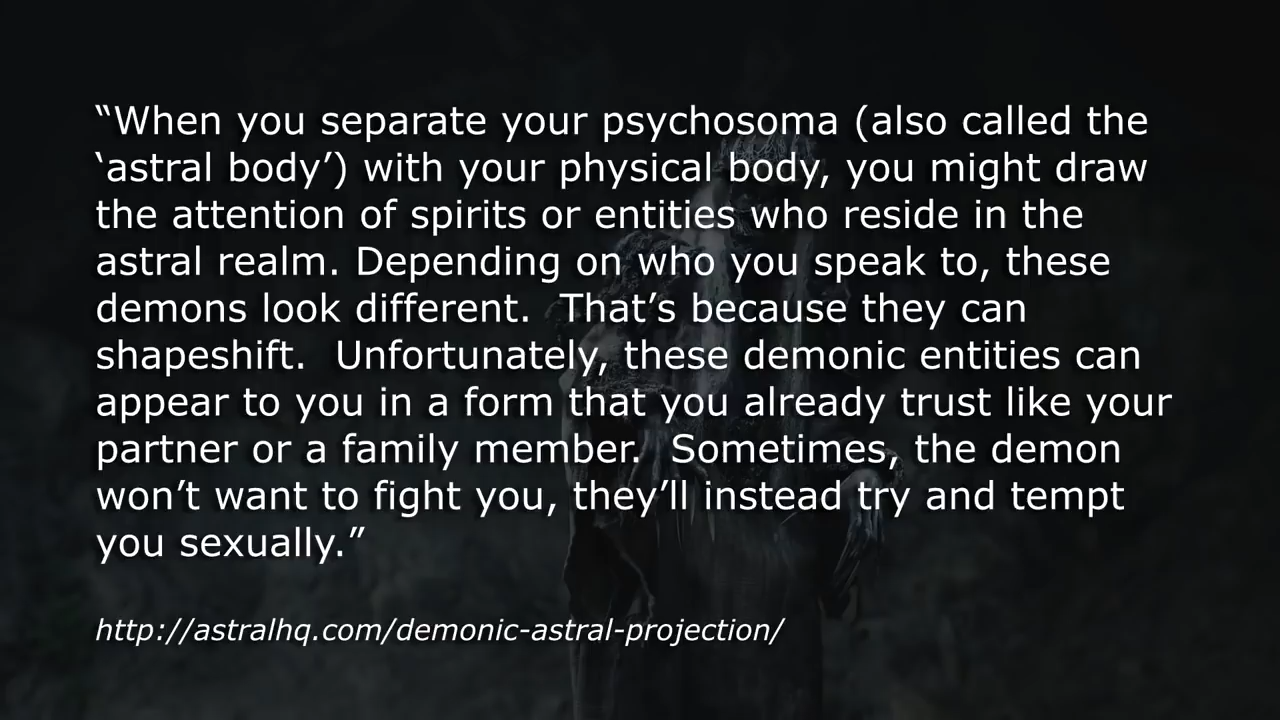 “When you separate your psychosoma (also called the
‘astral body’) with your physical body, you might draw
the attention of spirits or entities who reside in the
astral realm. Depending on who you speak to, these
demons look different.  That’s because they can
shapeshift.  Unfortunately, these demonic entities can
appear to you in a form that you already trust like your
partner or a family member.  Sometimes, the demon
won’t want to fight you, they’ll instead try and tempt
you sexually.”
http://astralhq.com/demonic-astral-projection/